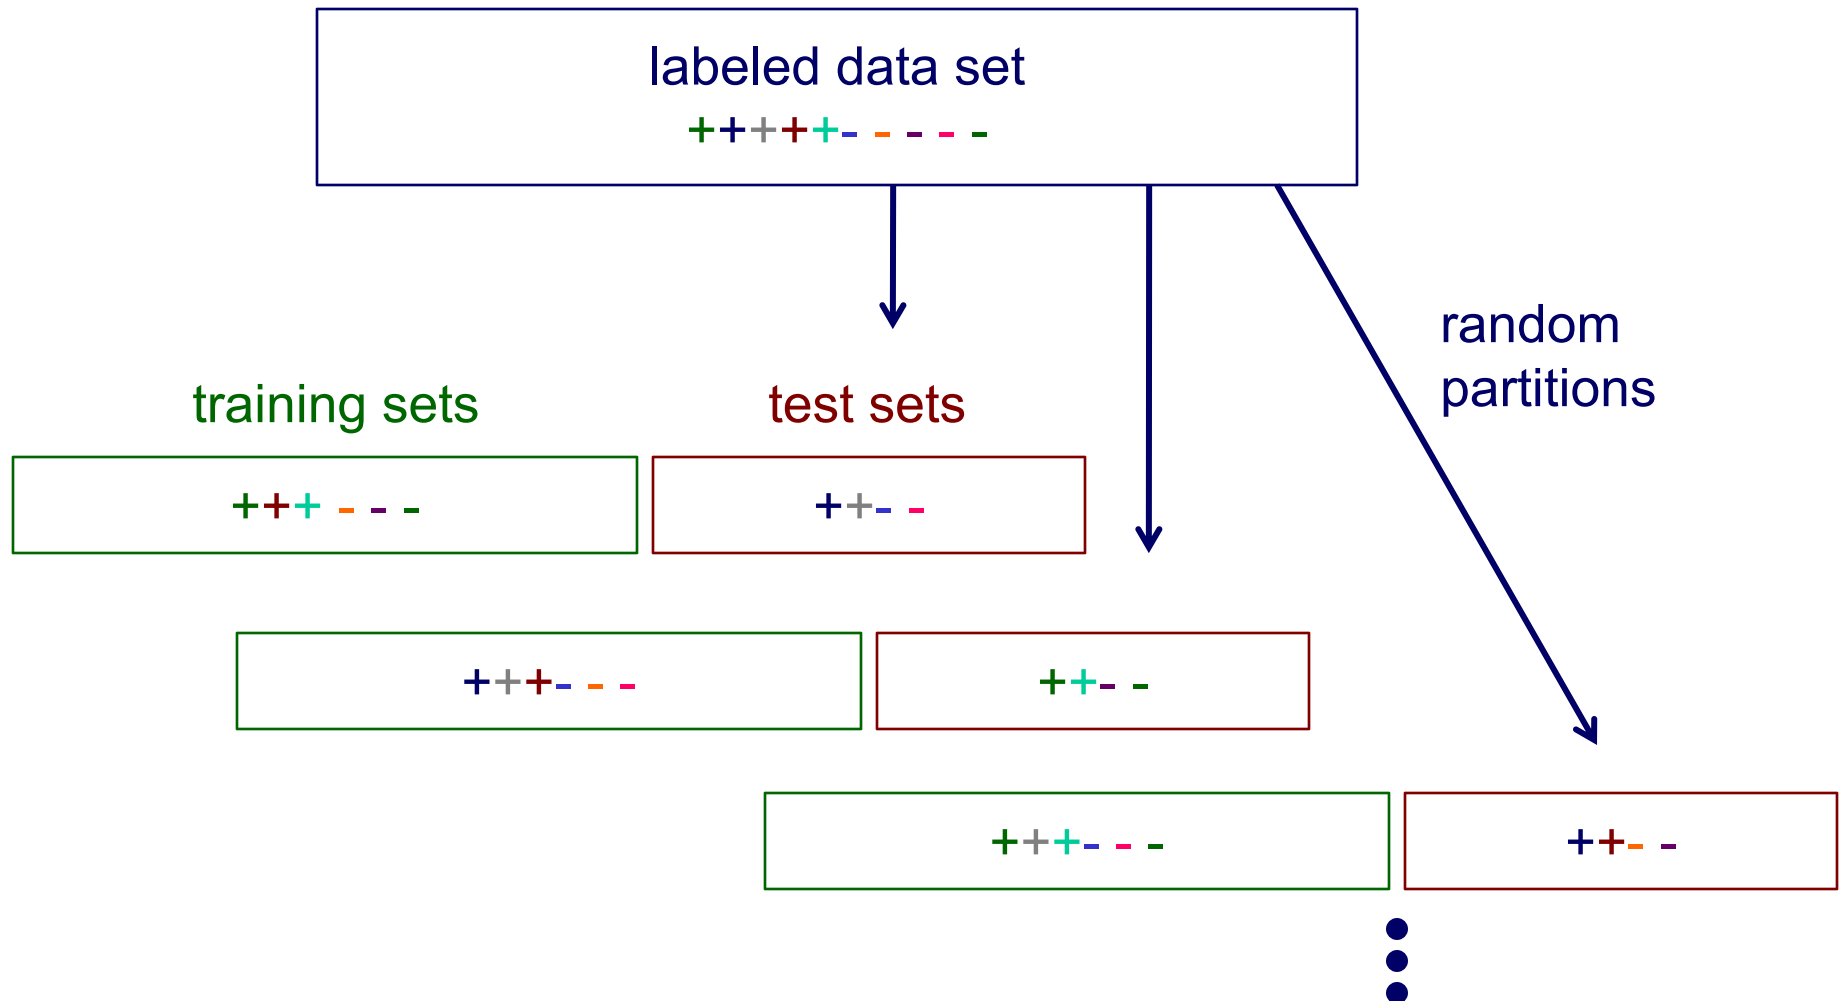 labeled data set
+++++- - - - -
random
partitions
training sets
test sets
+++ - - -
++- -
+++- - -
++- -
+++- - -
++- -